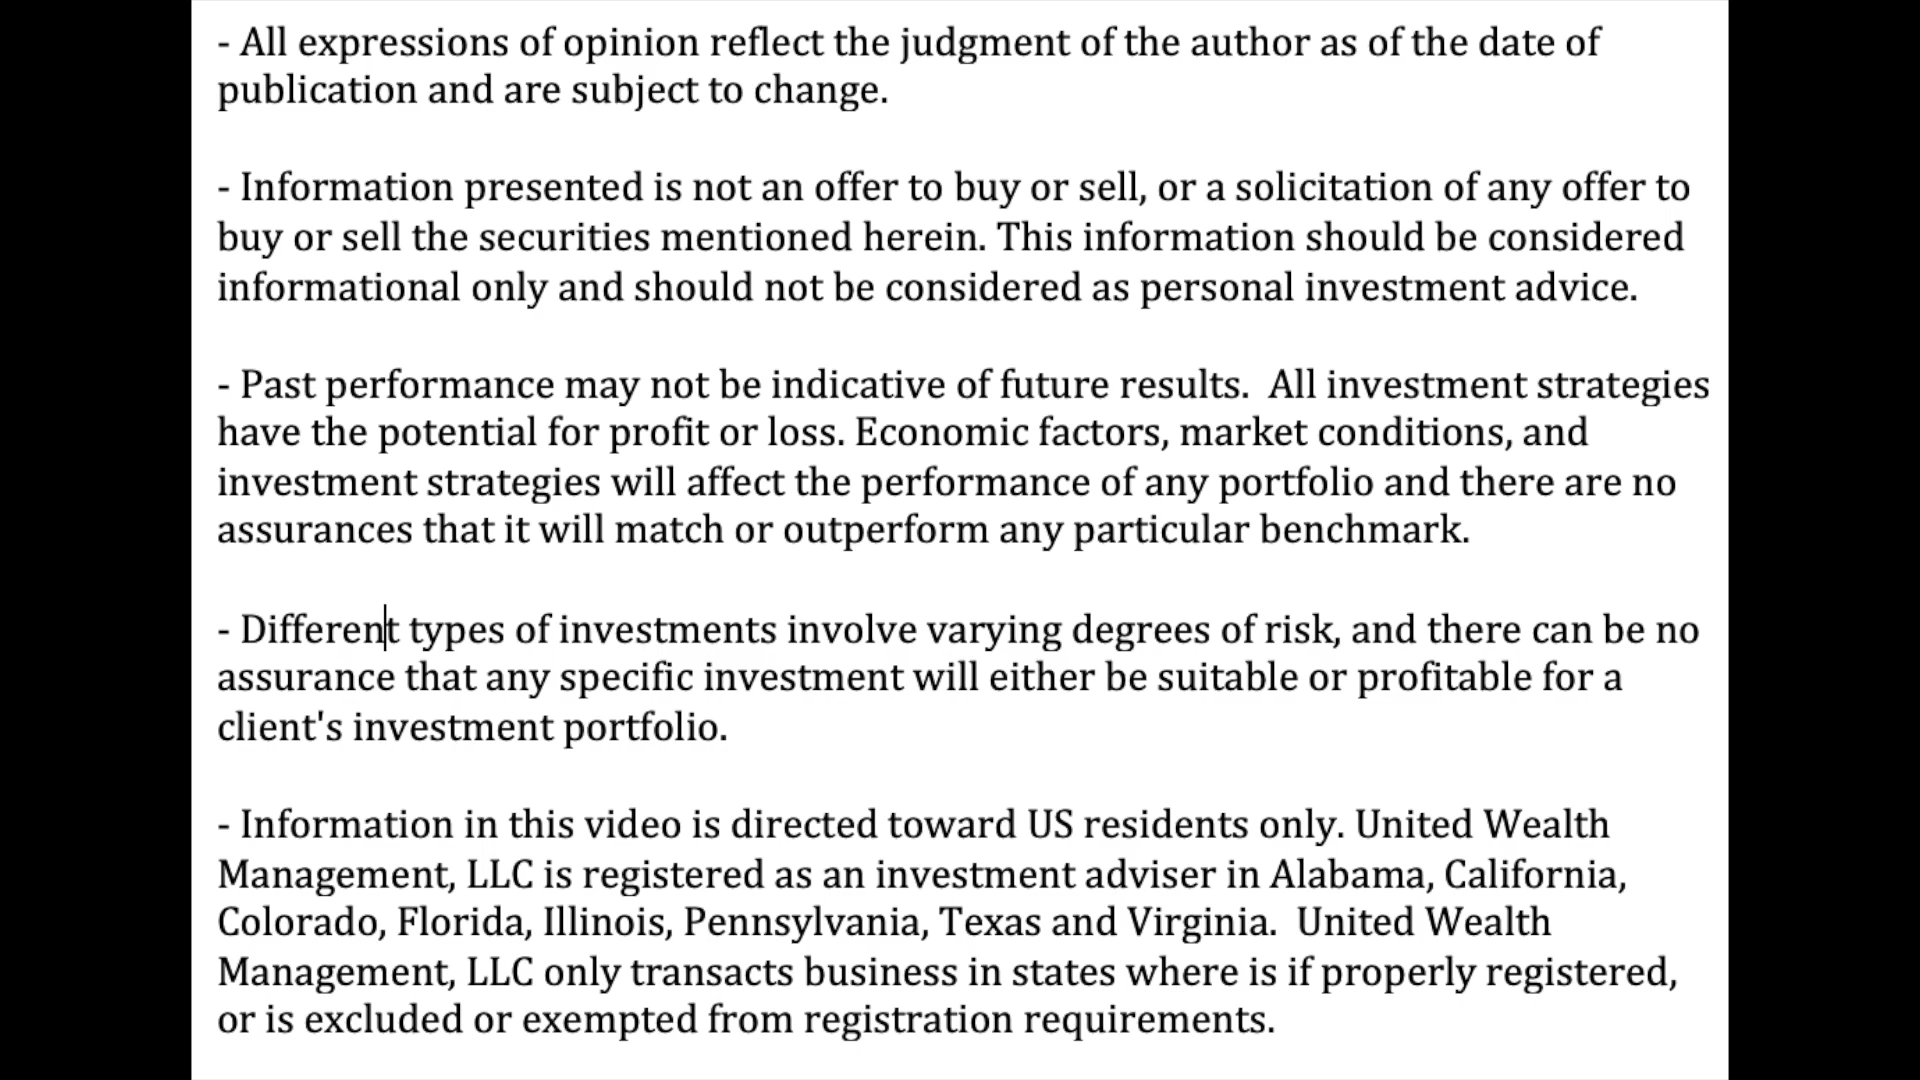 - All expressions of opinion reflect the judgment of the author as of the date of
publication and are subject to change.
- Information presented is not an offer to buy or sell, or a solicitation of any offer to
buy or sell the securities mentioned herein. This information should be considered
informational only and should not be considered as personal investment advice.
- Past performance may not be indicative of future results.  All investment strategies
have the potential for profit or loss. Economic factors, market conditions, and
investment strategies will affect the performance of any portfolio and there are no
assurances that it will match or outperform any particular benchmark.
- Different types of investments involve varying degrees of risk, and there can be no
assurance that any specific investment will either be suitable or profitable for a
client's investment portfolio.
- Information in this video is directed toward US residents only. United Wealth
Management, LLC is registered as an investment adviser in Alabama, California,
Colorado, Florida, Illinois, Pennsylvania, Texas and Virginia.  United Wealth
Management, LLC only transacts business in states where is if properly registered,
or is excluded or exempted from registration requirements.